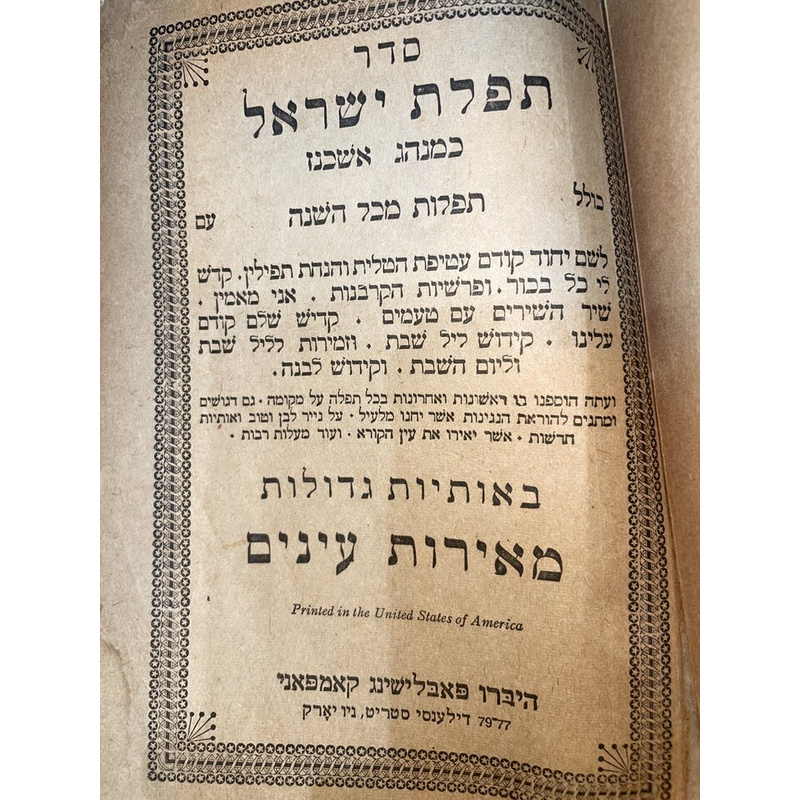 סדר
תפלת ישראל
כמנהג אשכנז
כולל תפלות מכל השנה עם
לשם יחוד קודם עטיפת הטלית והנחת תפילין. קדש
לי כל בכור. ופרשיות הקרבנות . אני מאמין .
שיר השירים עם טעמים . קדיש שלם קודם
עלינו . קידוש ליל שבת . וזמירות לליל שבת
וליום השבת . וקידוש לבנה.
ועתה הוספנו בו ראשונות ואחרונות בכל תפלה על מקומה · גם דגושים
ומתגים להוראת הנגינות אשר יחנו מלעיל · על נייר לבן וטוב ואותיות
חדשות · אשר יאירו את עין הקורא · ועוד מעלות רבות ·
באותיות גדולות
מאירות עינים
Printed in the United States of America
היברו פאבלישינג קאמפאני
77־79 דילענסי סטריט, ניו יאָרק